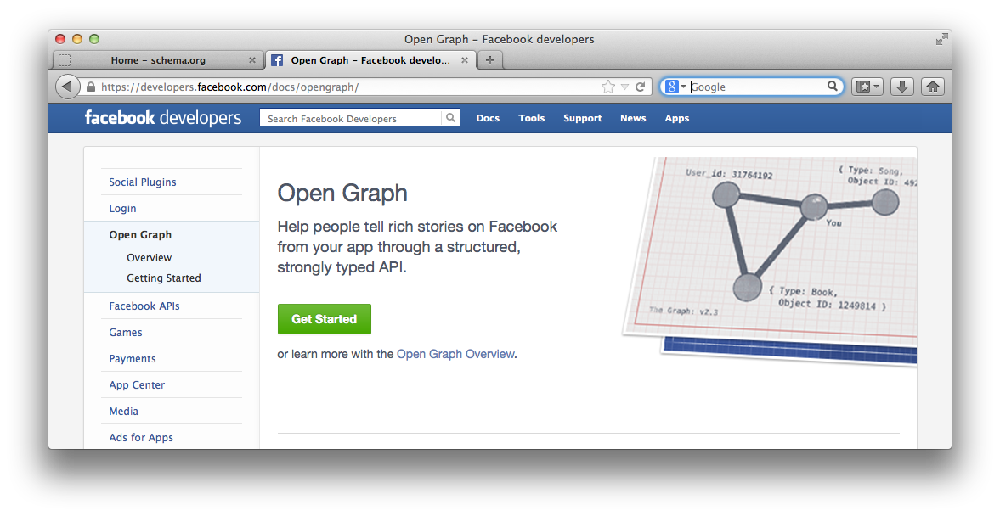 Open Graph – Facebook developers
Home – schema.org
Open Graph – Facebook develo...
https://developers.facebook.com/docs/opengraph/
Google
facebook developers
Search Facebook Developers
Docs
Tools
Support
News
Apps
Social Plugins
Login
Open Graph
Overview
Getting Started
Facebook APIs
Games
Payments
App Center
Media
Ads for Apps
Open Graph
Help people tell rich stories on Facebook
from your app through a structured,
strongly typed API.
Get Started
or learn more with the Open Graph Overview.
User_id: 31764192
{ Type: Song,
Object ID: 492
You
{ Type: Book,
Object ID: 1249814 }
The Graph: v2.3